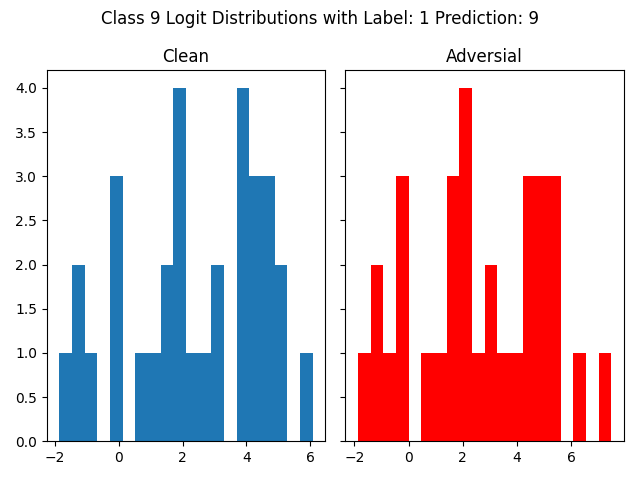 Class 9 Logit Distributions with Label: 1 Prediction: 9
Clean
Adversial
4.0
3.5
3.0
2.5
2.0
1.5
1.0
0.5
0.0
−2 0 2 4 6
−2 0 2 4 6